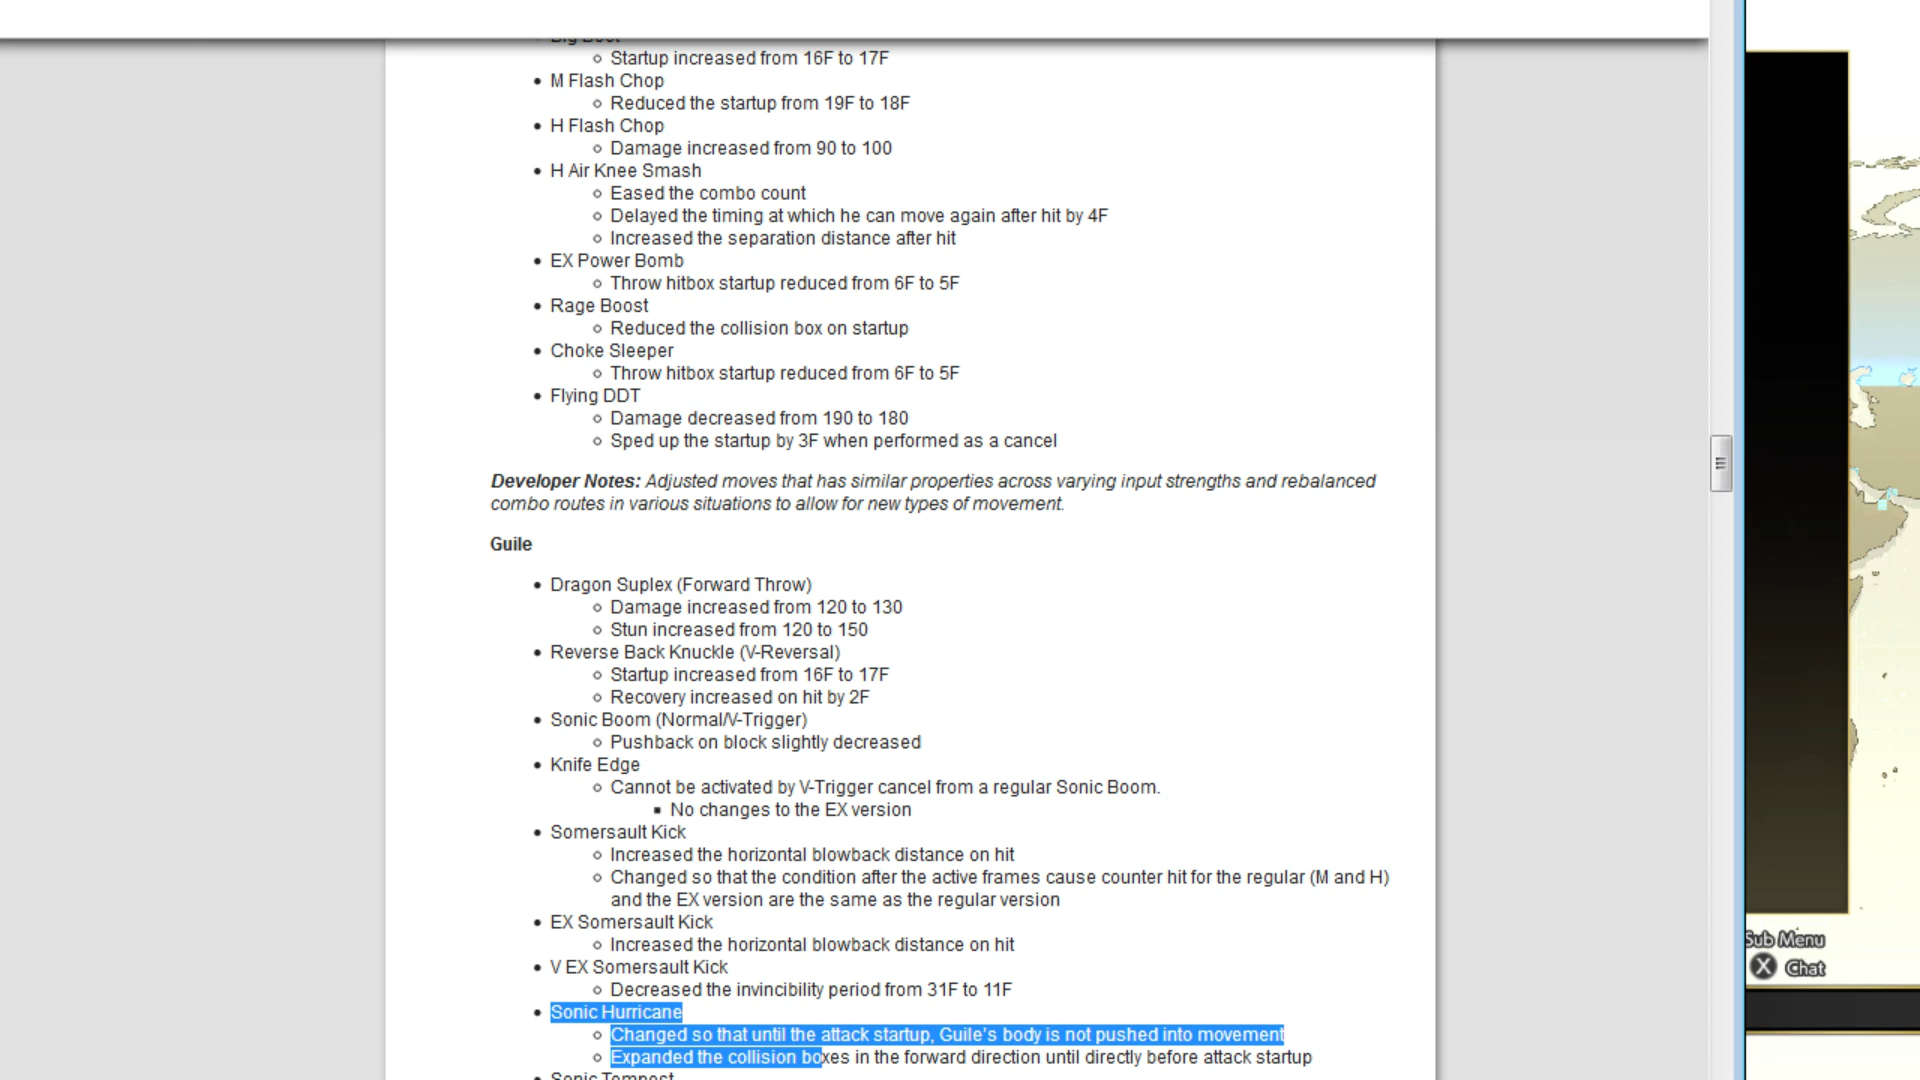 Big Boot
Startup increased from 16F to 17F
M Flash Chop
Reduced the startup from 19F to 18F
H Flash Chop
Damage increased from 90 to 100
H Air Knee Smash
Eased the combo count
Delayed the timing at which he can move again after hit by 4F
Increased the separation distance after hit
EX Power Bomb
Throw hitbox startup reduced from 6F to 5F
Rage Boost
Reduced the collision box on startup
Choke Sleeper
Throw hitbox startup reduced from 6F to 5F
Flying DDT
Damage decreased from 190 to 180
Sped up the startup by 3F when performed as a cancel
Developer Notes: Adjusted moves that has similar properties across varying input strengths and rebalanced
combo routes in various situations to allow for new types of movement.
Guile
Dragon Suplex (Forward Throw)
Damage increased from 120 to 130
Stun increased from 120 to 150
Reverse Back Knuckle (V-Reversal)
Startup increased from 16F to 17F
Recovery increased on hit by 2F
Sonic Boom (Normal/V-Trigger)
Pushback on block slightly decreased
Knife Edge
Cannot be activated by V-Trigger cancel from a regular Sonic Boom.
No changes to the EX version
Somersault Kick
Increased the horizontal blowback distance on hit
Changed so that the condition after the active frames cause counter hit for the regular (M and H)
and the EX version are the same as the regular version
EX Somersault Kick
Increased the horizontal blowback distance on hit
V EX Somersault Kick
Decreased the invincibility period from 31F to 11F
Sonic Hurricane
Changed so that until the attack startup, Guile's body is not pushed into movement
Expanded the collision boxes in the forward direction until directly before attack startup
Sonic Tempest
Sub Menu
X Chat